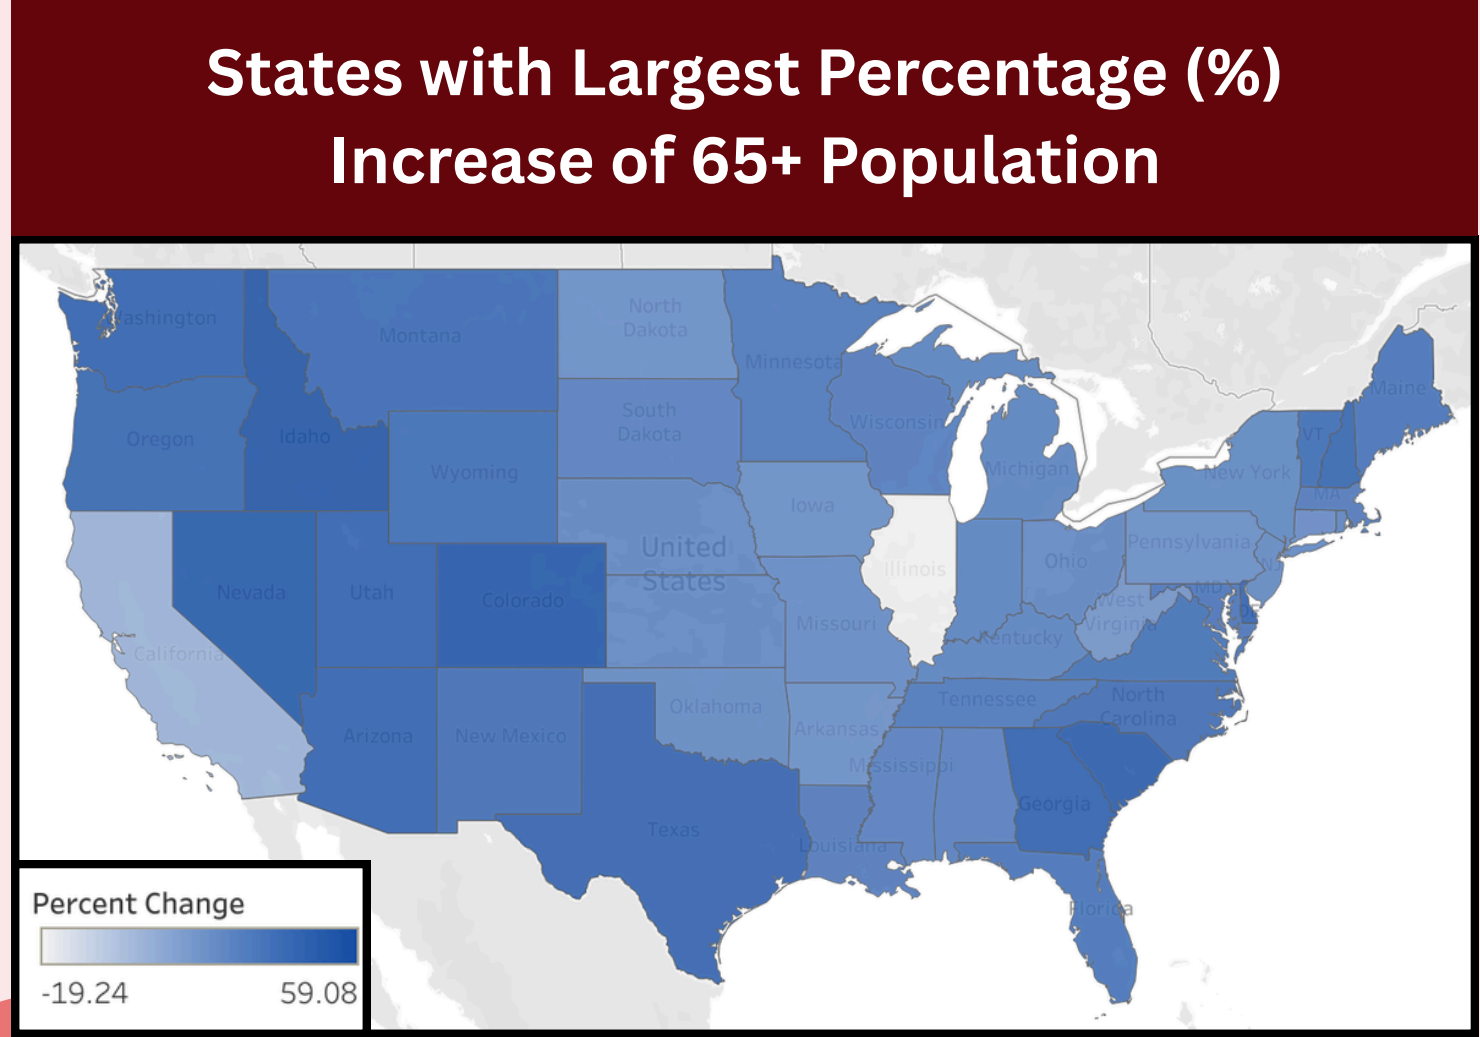 States with Largest Percentage (%)
Increase of 65+ Population
Washington
Montana
North
Dakota
Minnesota
Maine
Oregon
Idaho
South
Dakota
Wisconsin
VT
Wyoming
Michigan
New York
MA
Iowa
United
States
Illinois
Ohio
Pennsylvania
NJ
Nevada
Utah
Colorado
MD
DE
West
Virginia
California
Missouri
Kentucky
Arizona
New Mexico
Oklahoma
Arkansas
Tennessee
North
Carolina
Mississippi
Georgia
Texas
Louisiana
Florida
Percent Change
-19.24
59.08